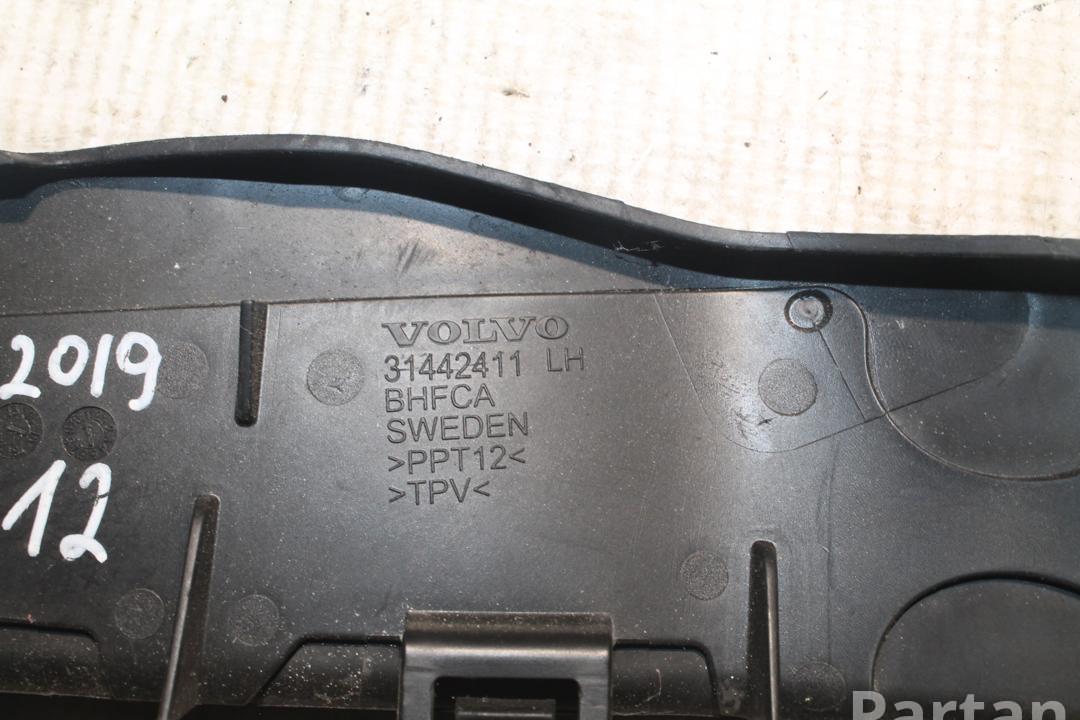 VOLVO
31442411 LH
BHFCA
SWEDEN
>PPT12<
>TPV<
2019
12
Partan